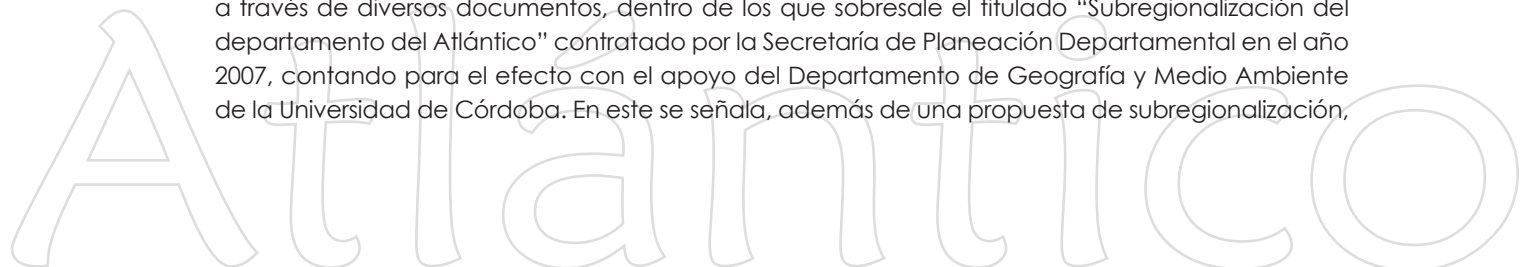 a través de diversos documentos, dentro de los que sobresale el titulado “Subregionalización del
departamento del Atlántico” contratado por la Secretaría de Planeación Departamental en el año
2007, contando para el efecto con el apoyo del Departamento de Geografía y Medio Ambiente
de la Universidad de Córdoba. En este se señala, además de una propuesta de subregionalización,
Atlántico